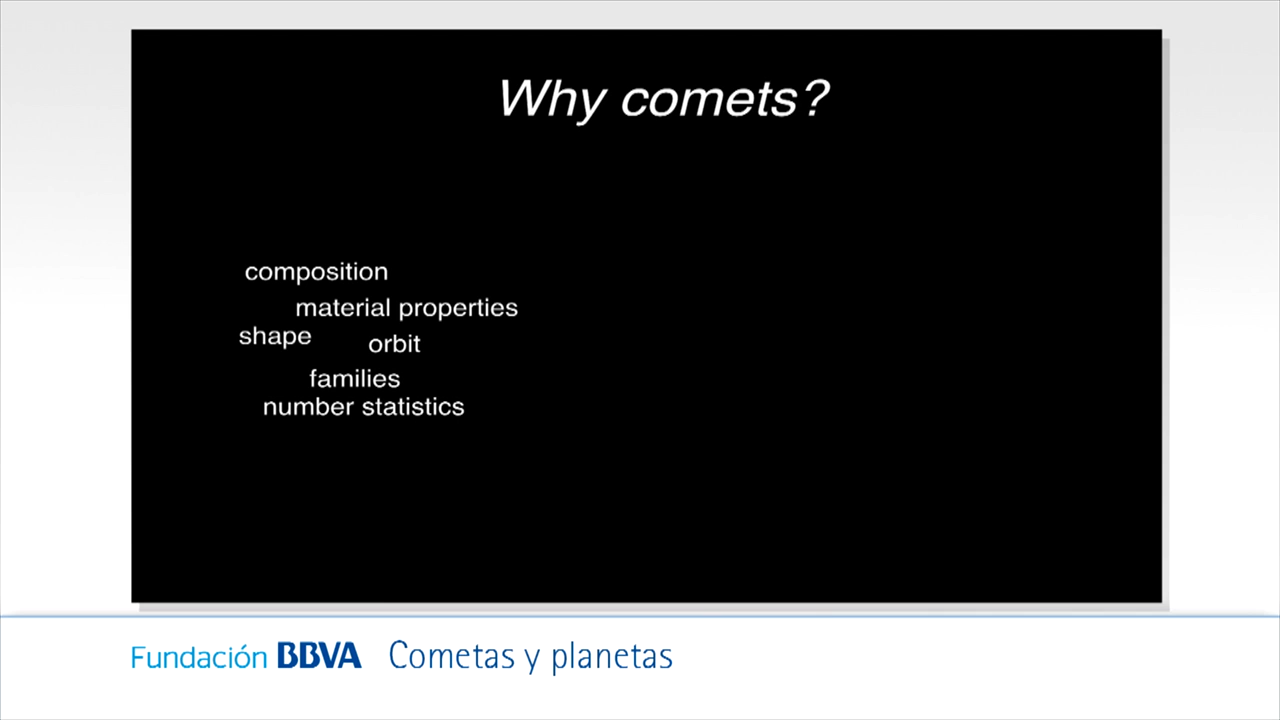 Why comets?
composition
material properties
shape
orbit
families
number statistics
Fundación BBVA Cometas y planetas